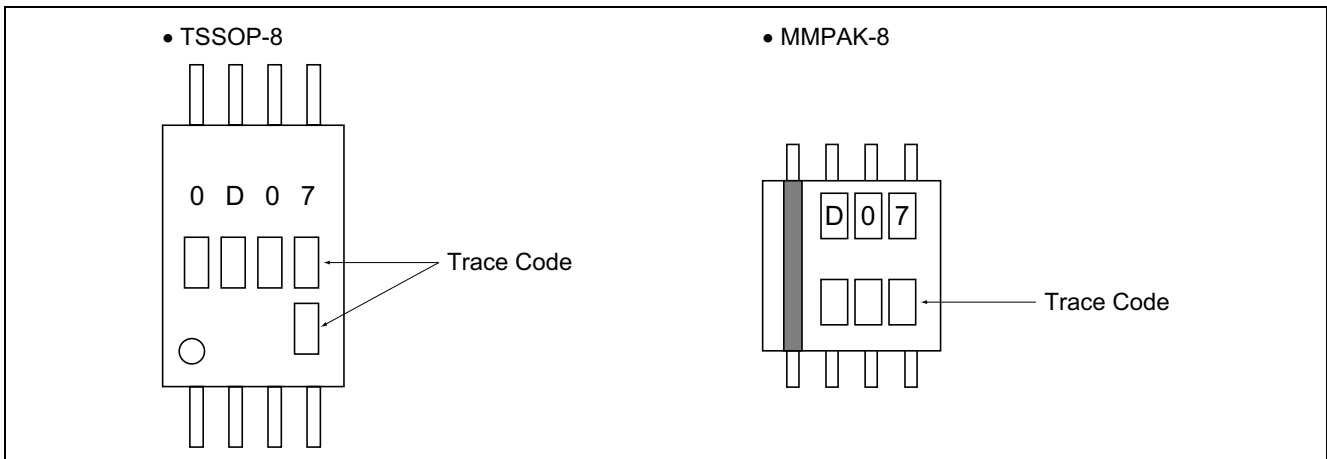 • TSSOP-8
0 D 0 7
Trace Code
• MMPAK-8
D 0 7
Trace Code